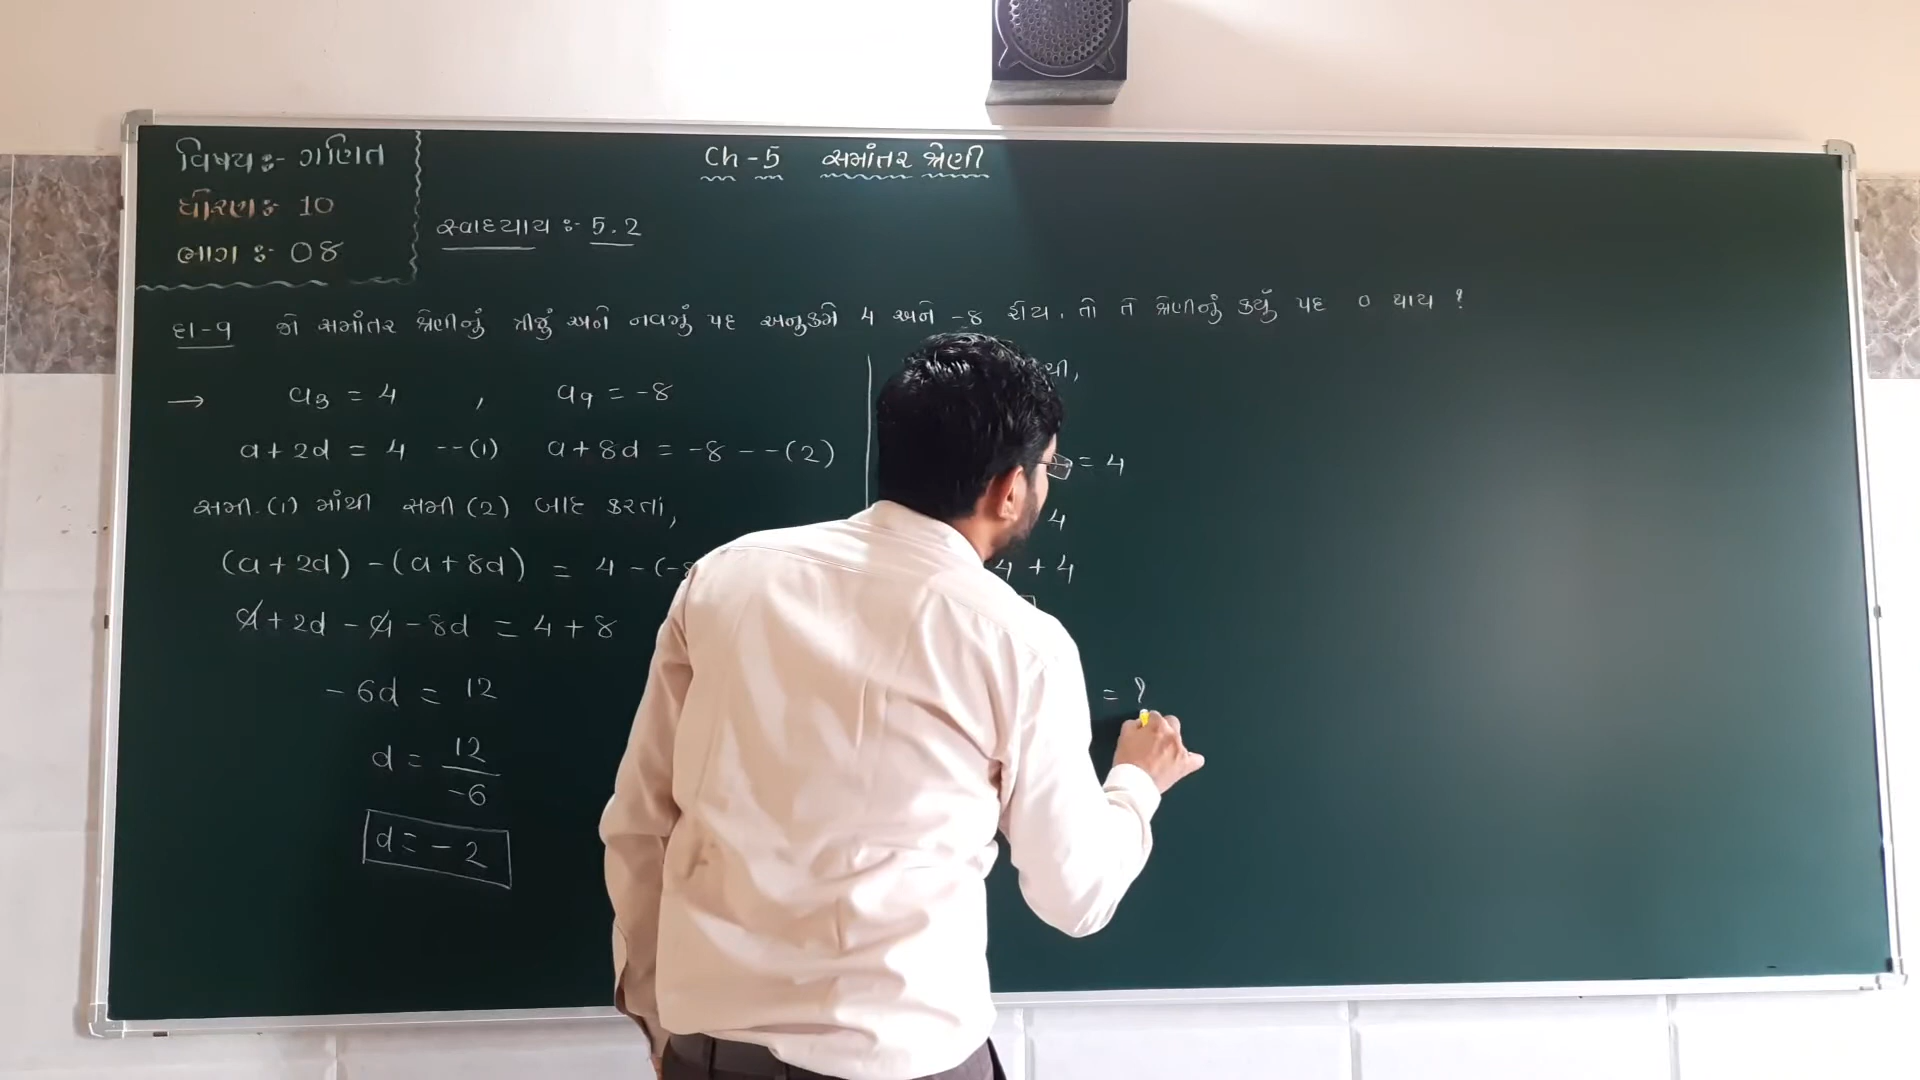 વિષય :- ગણિત
ધોરણ :- 10
ભાગ :- 08
Ch - 5 સમાંતર શ્રેણી
સ્વાધ્યાય :- 5.2
દા-9 જો સમાંતર શ્રેણીનું ત્રીજું અને નવમું પદ અનુક્રમે 4 અને -8 હોય, તો તે શ્રેણીનું કયું પદ 0 થાય ?
→ a₃ = 4 , a₉ = -8
a + 2d = 4 --(1) a + 8d = -8 --(2)
સમી.(1) માંથી સમી (2) બાદ કરતાં,
(a + 2d) - (a + 8d) = 4 - (-8
a + 2d - a - 8d = 4 + 8
- 6d = 12
d = 12/-6
d = - 2
થી,
= 4
4
4 + 4
= ?